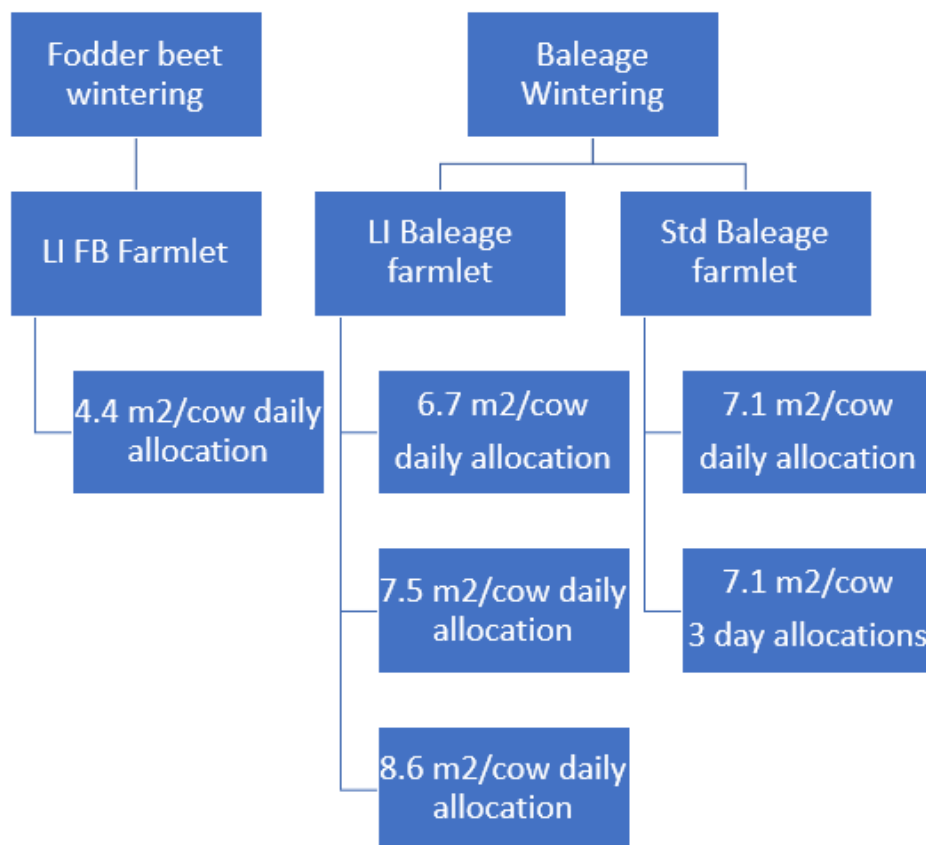 Fodder beet
wintering
Baleage
Wintering
LI FB Farmlet
LI Baleage
farmlet
Std Baleage
farmlet
4.4 m2/cow daily
allocation
6.7 m2/cow
daily allocation
7.1 m2/cow
daily allocation
7.5 m2/cow daily
allocation
7.1 m2/cow
3 day allocations
8.6 m2/cow daily
allocation